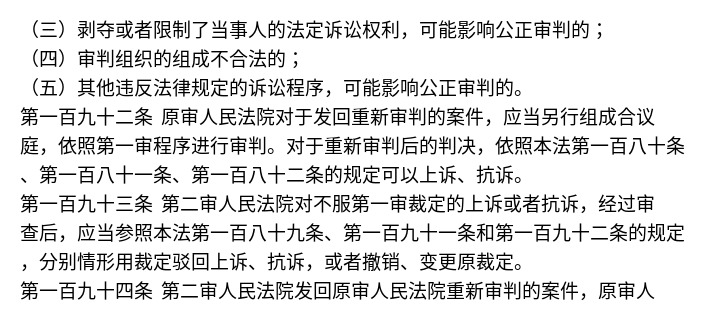 （三）剥夺或者限制了当事人的法定诉讼权利，可能影响公正审判的；
（四）审判组织的组成不合法的；
（五）其他违反法律规定的诉讼程序，可能影响公正审判的。
第一百九十二条 原审人民法院对于发回重新审判的案件，应当另行组成合议
庭，依照第一审程序进行审判。对于重新审判后的判决，依照本法第一百八十条
、第一百八十一条、第一百八十二条的规定可以上诉、抗诉。
第一百九十三条 第二审人民法院对不服第一审裁定的上诉或者抗诉，经过审
查后，应当参照本法第一百八十九条、第一百九十一条和第一百九十二条的规定
，分别情形用裁定驳回上诉、抗诉，或者撤销、变更原裁定。
第一百九十四条 第二审人民法院发回原审人民法院重新审判的案件，原审人